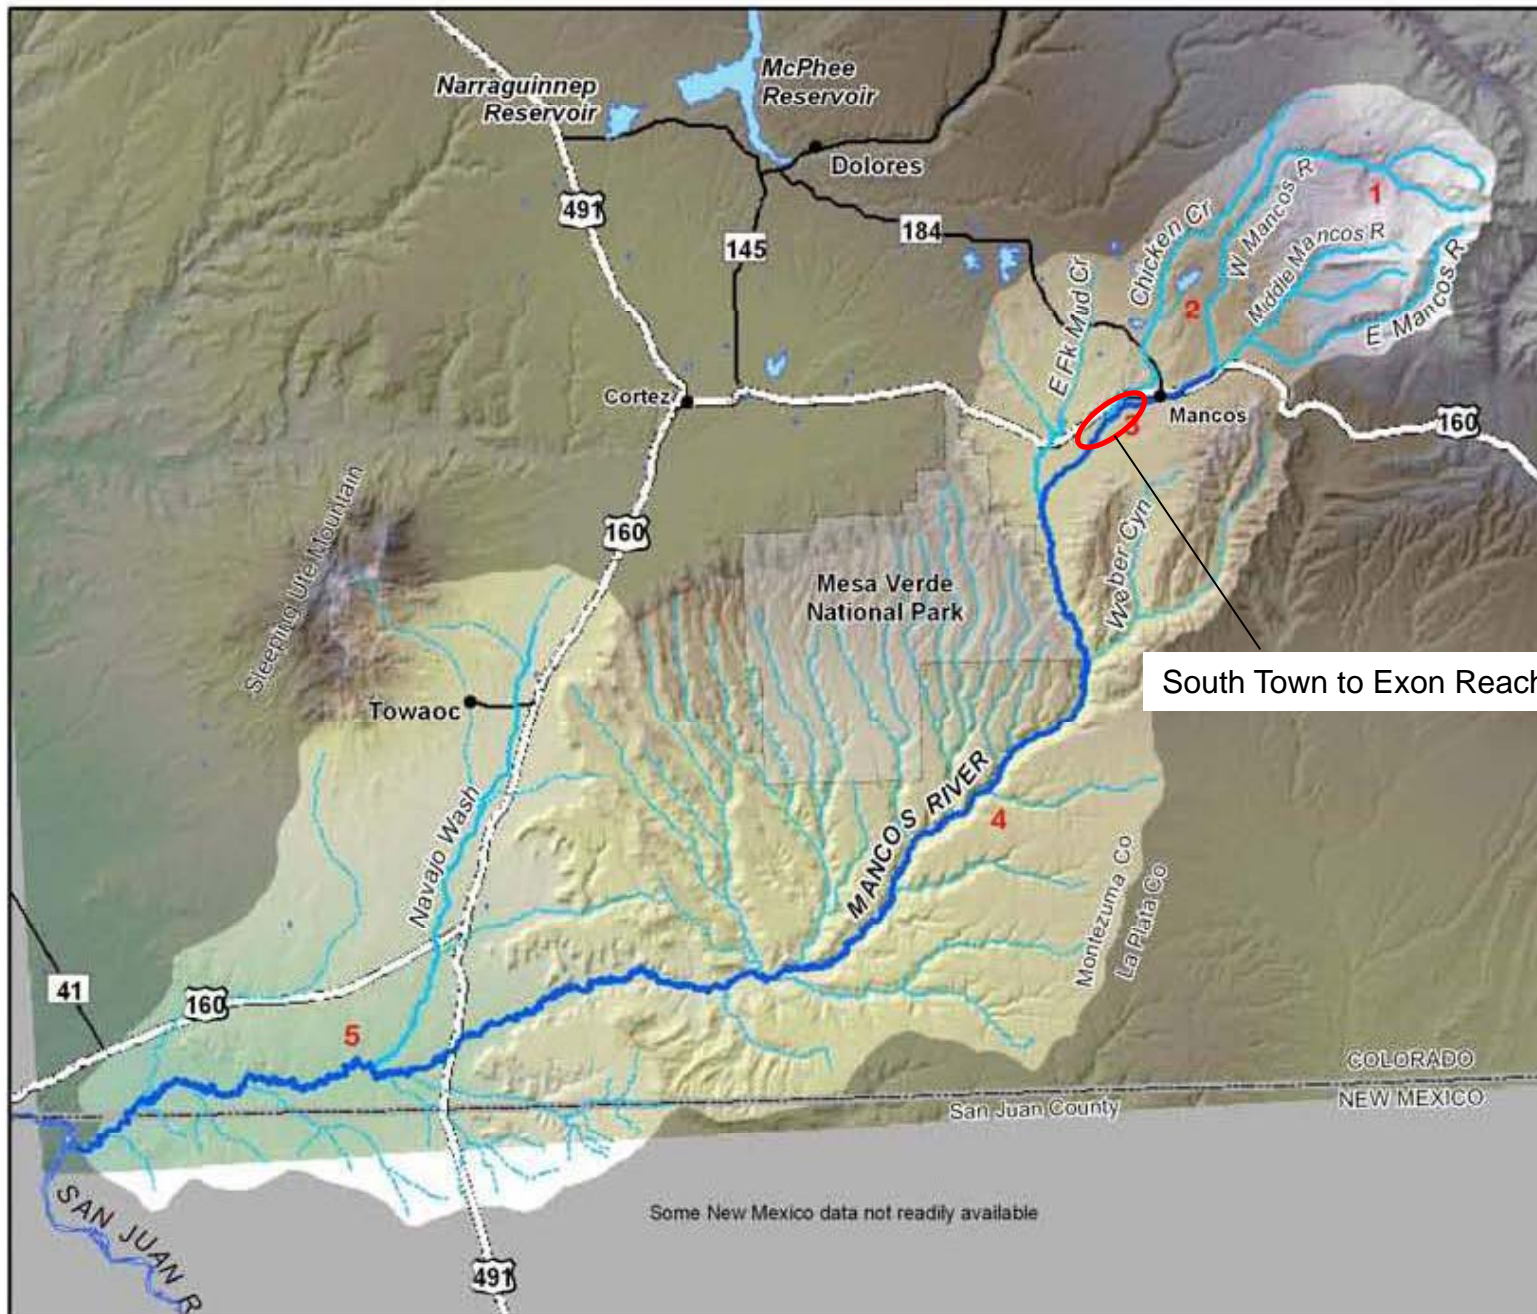 Narraguinnep
Reservoir
McPhee
Reservoir
Dolores
491
145
184
1
W Mancos R
Chicken Cr
Middle Mancos R
E Mancos R
2
E Fk Mud Cr
Cortez
Mancos
3
160
Sleeping Ute Mountain
160
Mesa Verde
National Park
Weber Cyn
South Town to Exon Reach
Towaoc
MANCOS RIVER
4
Navajo Wash
Montezuma Co
La Plata Co
41
160
5
COLORADO
NEW MEXICO
San Juan County
SAN JUAN R
Some New Mexico data not readily available
491